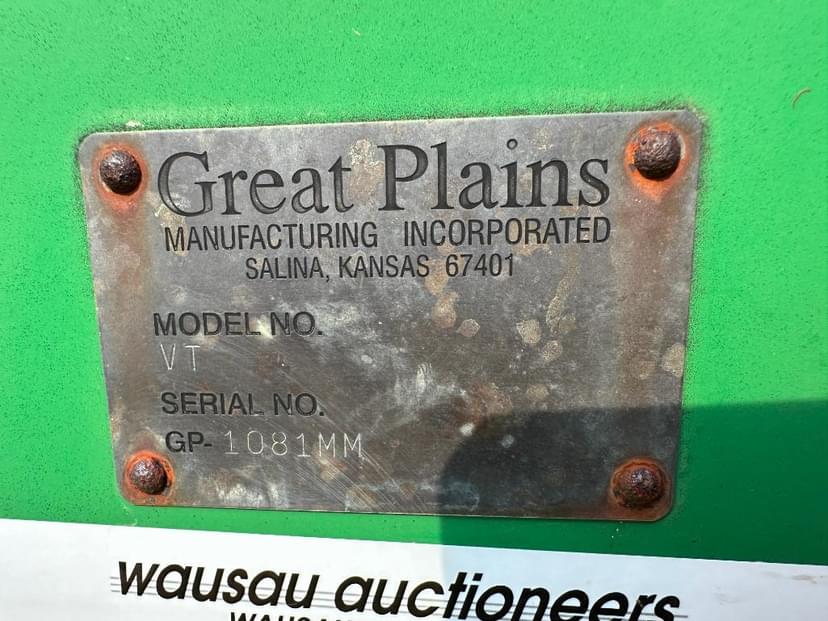 Great Plains
MANUFACTURING INCORPORATED
SALINA, KANSAS 67401
MODEL NO.
VT
SERIAL NO.
GP-1081MM
wausau auctioneers